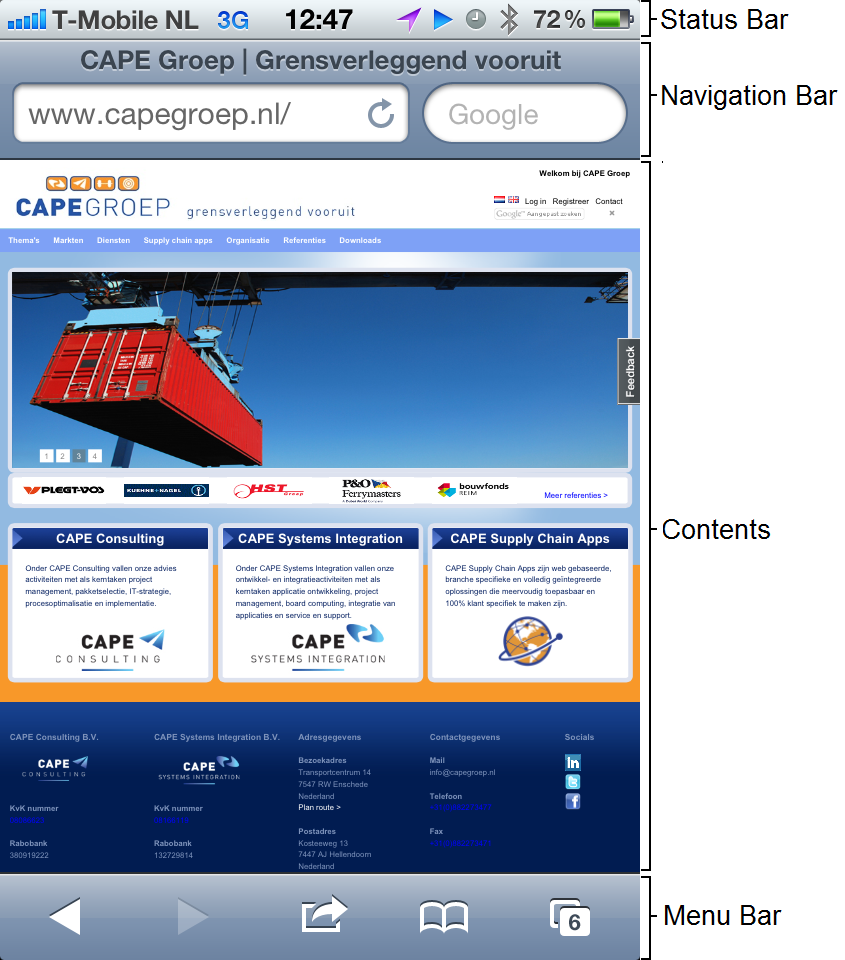 T-Mobile NL 3G 12:47 72%
Status Bar
CAPE Groep | Grensverleggend vooruit
www.capegroep.nl/ Google
Navigation Bar
Welkom bij CAPE Groep
CAPEGROEP grensverleggend vooruit
Log in Registreer Contact
Google™ Aangepast zoeken
Thema's Markten Diensten Supply chain apps Organisatie Referenties Downloads
Feedback
1 2 3 4
PLEGT-VOS KUEHNE+NAGEL HST Groep P&O Ferrymasters bouwfonds REIM Meer referenties >
Contents
CAPE Consulting
Onder CAPE Consulting vallen onze advies
activiteiten met als kemtaken project
management, pakketselectie, IT-strategie,
procesoptimalisatie en implementatie.
CAPE
CONSULTING
CAPE Systems Integration
Onder CAPE Systems Integration vallen onze
ontwikkel- en integratieactiviteiten met als
kemtaken applicatie ontwikkeling, project
management, board computing, integratie van
applicaties en service en support.
CAPE
SYSTEMS INTEGRATION
CAPE Supply Chain Apps
CAPE Supply Chain Apps zijn web gebaseerde,
branche specifieke en volledig geïntegreerde
oplossingen die meervoudig toepasbaar en
100% klant specifiek te maken zijn.
CAPE Consulting B.V.
CAPE
CONSULTING
KvK nummer
Rabobank
380919222
CAPE Systems Integration B.V.
CAPE
SYSTEMS INTEGRATION
KvK nummer
Rabobank
132729814
Adresgegevens
Bezoekadres
Transportcentrum 14
7547 RW Enschede
Nederland
Plan route >
Postadres
Kosteeweg 13
7447 AJ Hellendoorn
Nederland
Contactgegevens
Mail
info@capegroep.nl
Telefoon
Fax
Socials
in
t
f
6
Menu Bar